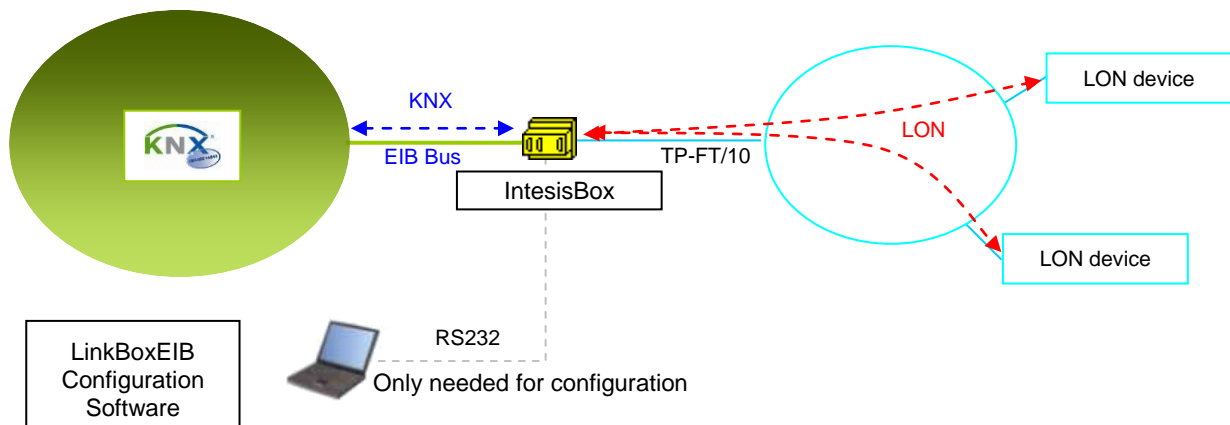 LON device
KNX
KNX
LON
EIB Bus
TP-FT/10
IntesisBox
LON device
RS232
LinkBoxEIB
Configuration
Software
Only needed for configuration